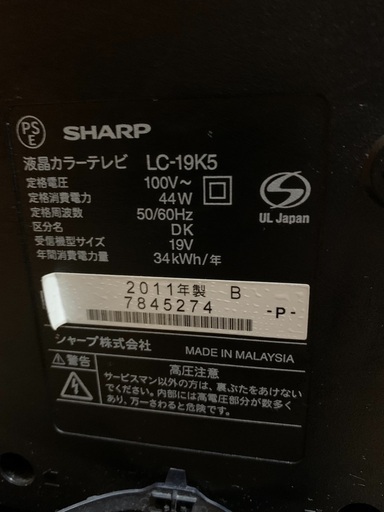 PS
E
SHARP
液晶カラーテレビ LC-19K5
定格電圧 100V～
定格消費電力 44W
定格周波数 50/60Hz
区分名 DK
受信機型サイズ 19V
年間消費電力量 34kWh/年
UL Japan
2011年製 B
7845274 -P-
シャープ株式会社 MADE IN MALAYSIA
⚠警告 高圧注意
サービスマン以外の方は、裏ぶたをあけない
でください。内部には高電圧部分が数多く
あり、万一さわると危険です。